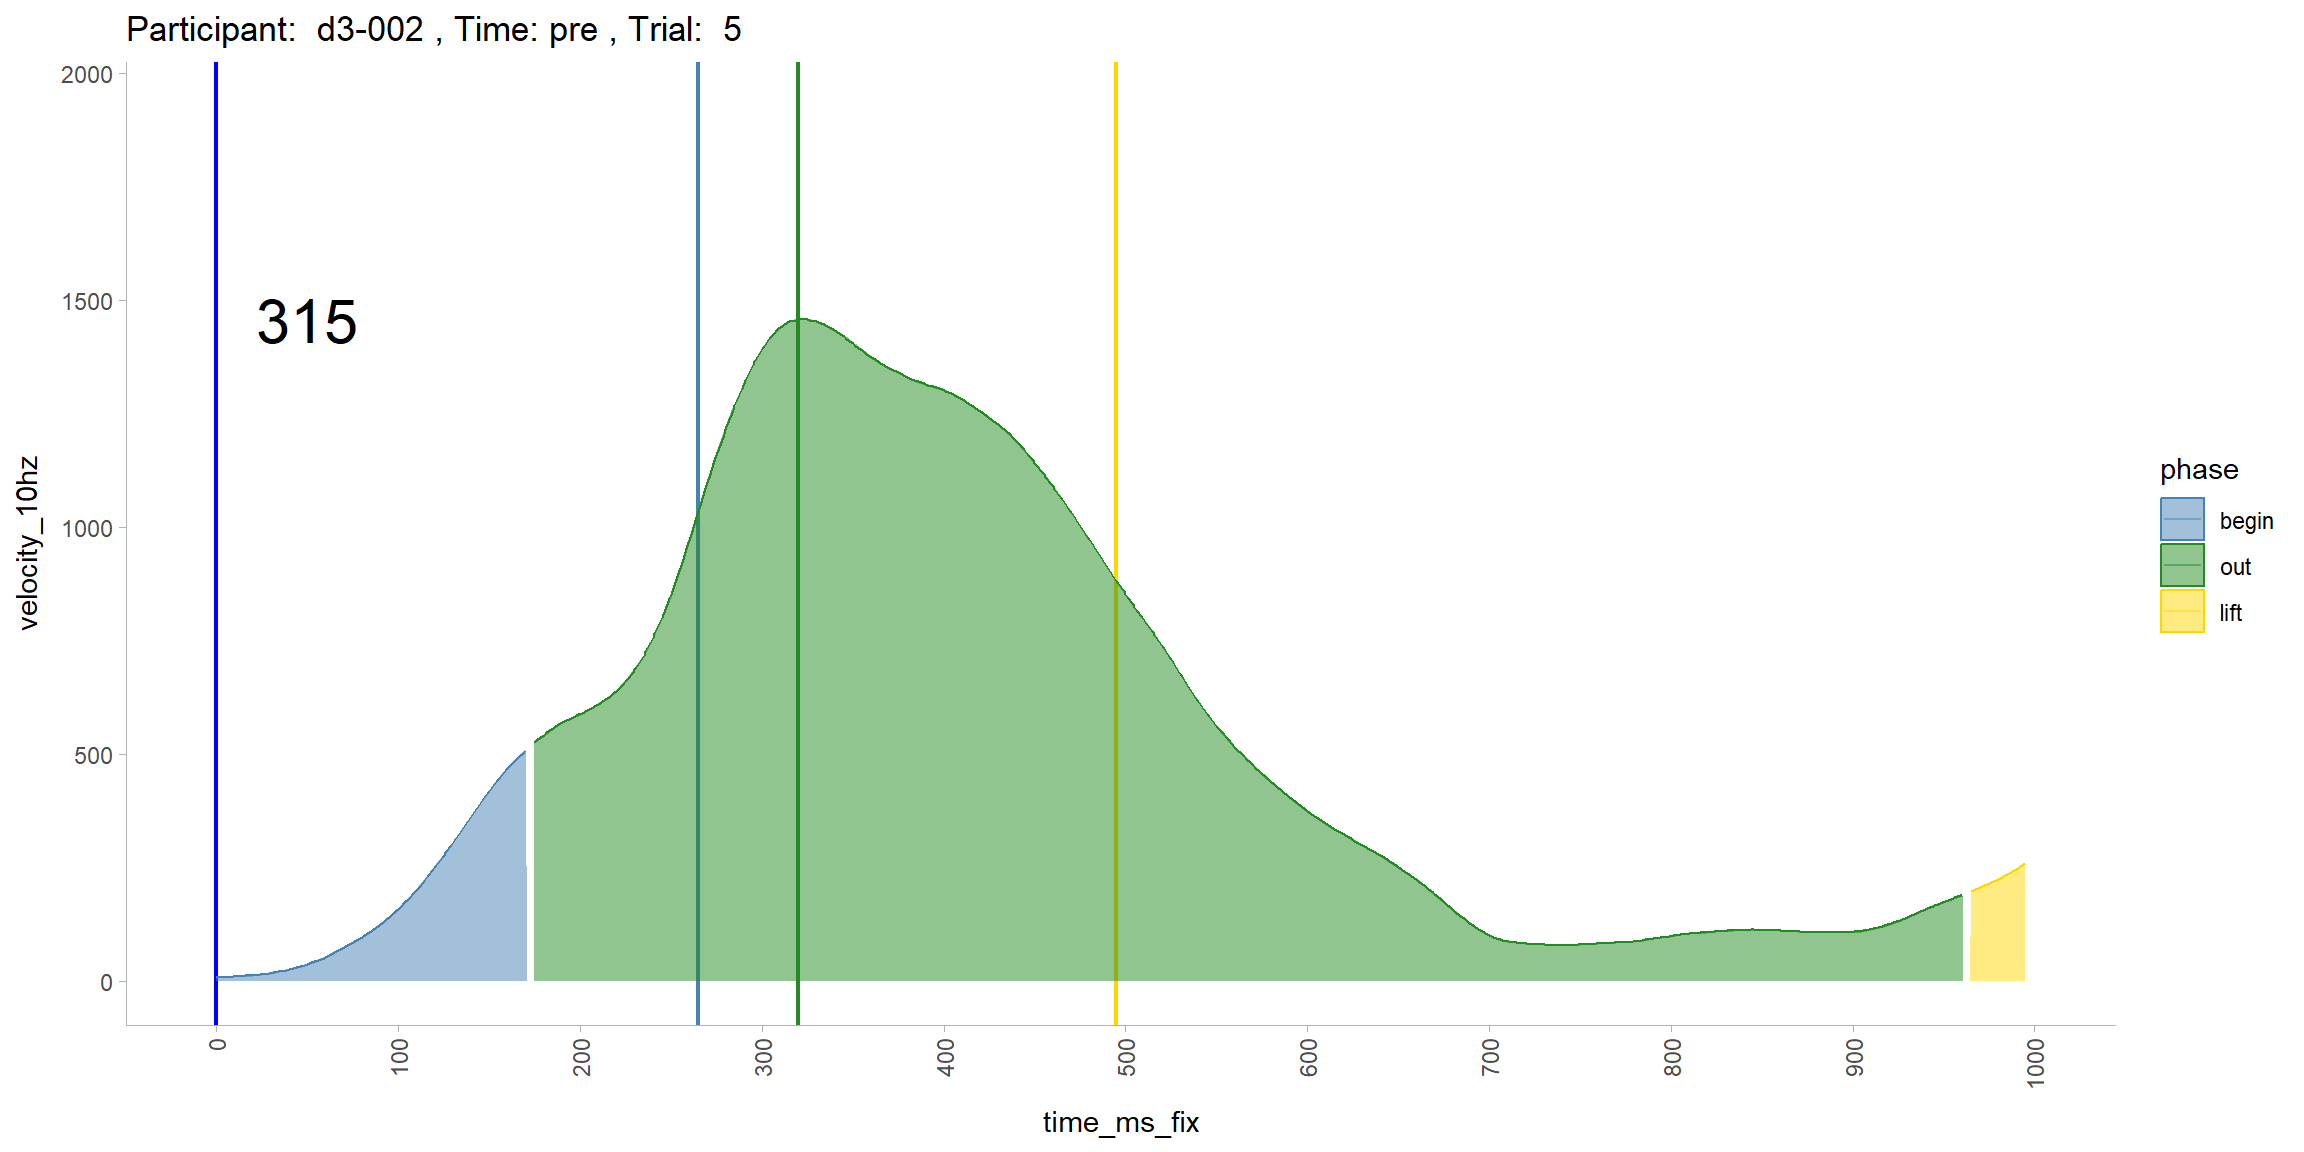 Participant:  d3-002 , Time: pre , Trial:  5
2000
1500
1000
500
0
velocity_10hz
315
0
100
200
300
400
500
600
700
800
900
1000
time_ms_fix
phase
begin
out
lift